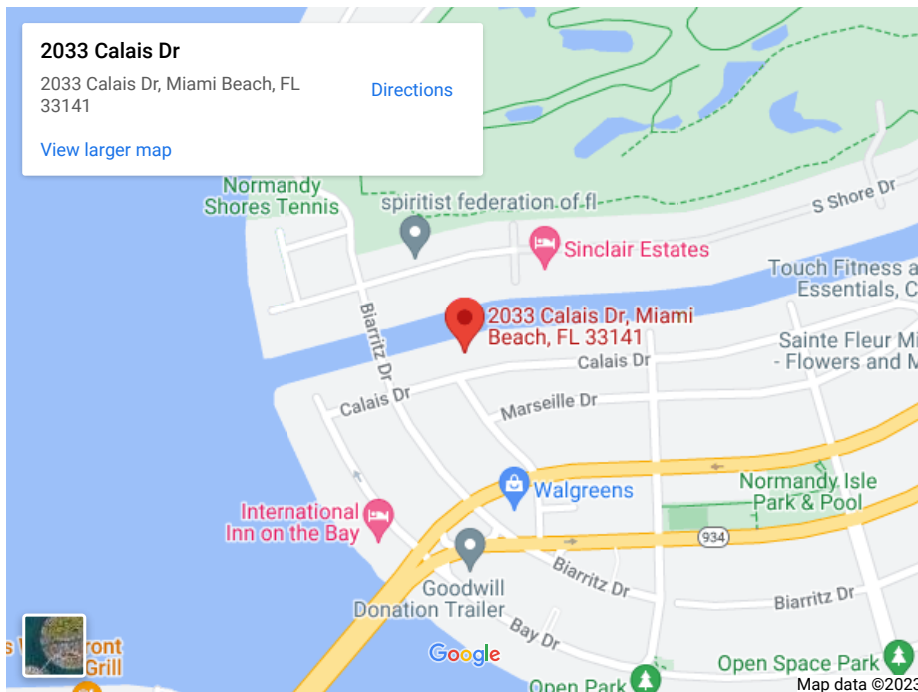 2033 Calais Dr
2033 Calais Dr, Miami Beach, FL
33141
Directions
View larger map
Normandy
Shores Tennis
spiritist federation of fl
S Shore Dr
Sinclair Estates
Touch Fitness a
Essentials, C
Biarritz Dr
2033 Calais Dr, Miami
Beach, FL 33141
Sainte Fleur Mi
- Flowers and M
Calais Dr
Calais Dr
Marseille Dr
Walgreens
Normandy Isle
Park & Pool
International
Inn on the Bay
934
Biarritz Dr
Goodwill
Donation Trailer
Biarritz Dr
Bay Dr
ront
Grill
Google
Open Space Park
Open Park
Map data ©2023